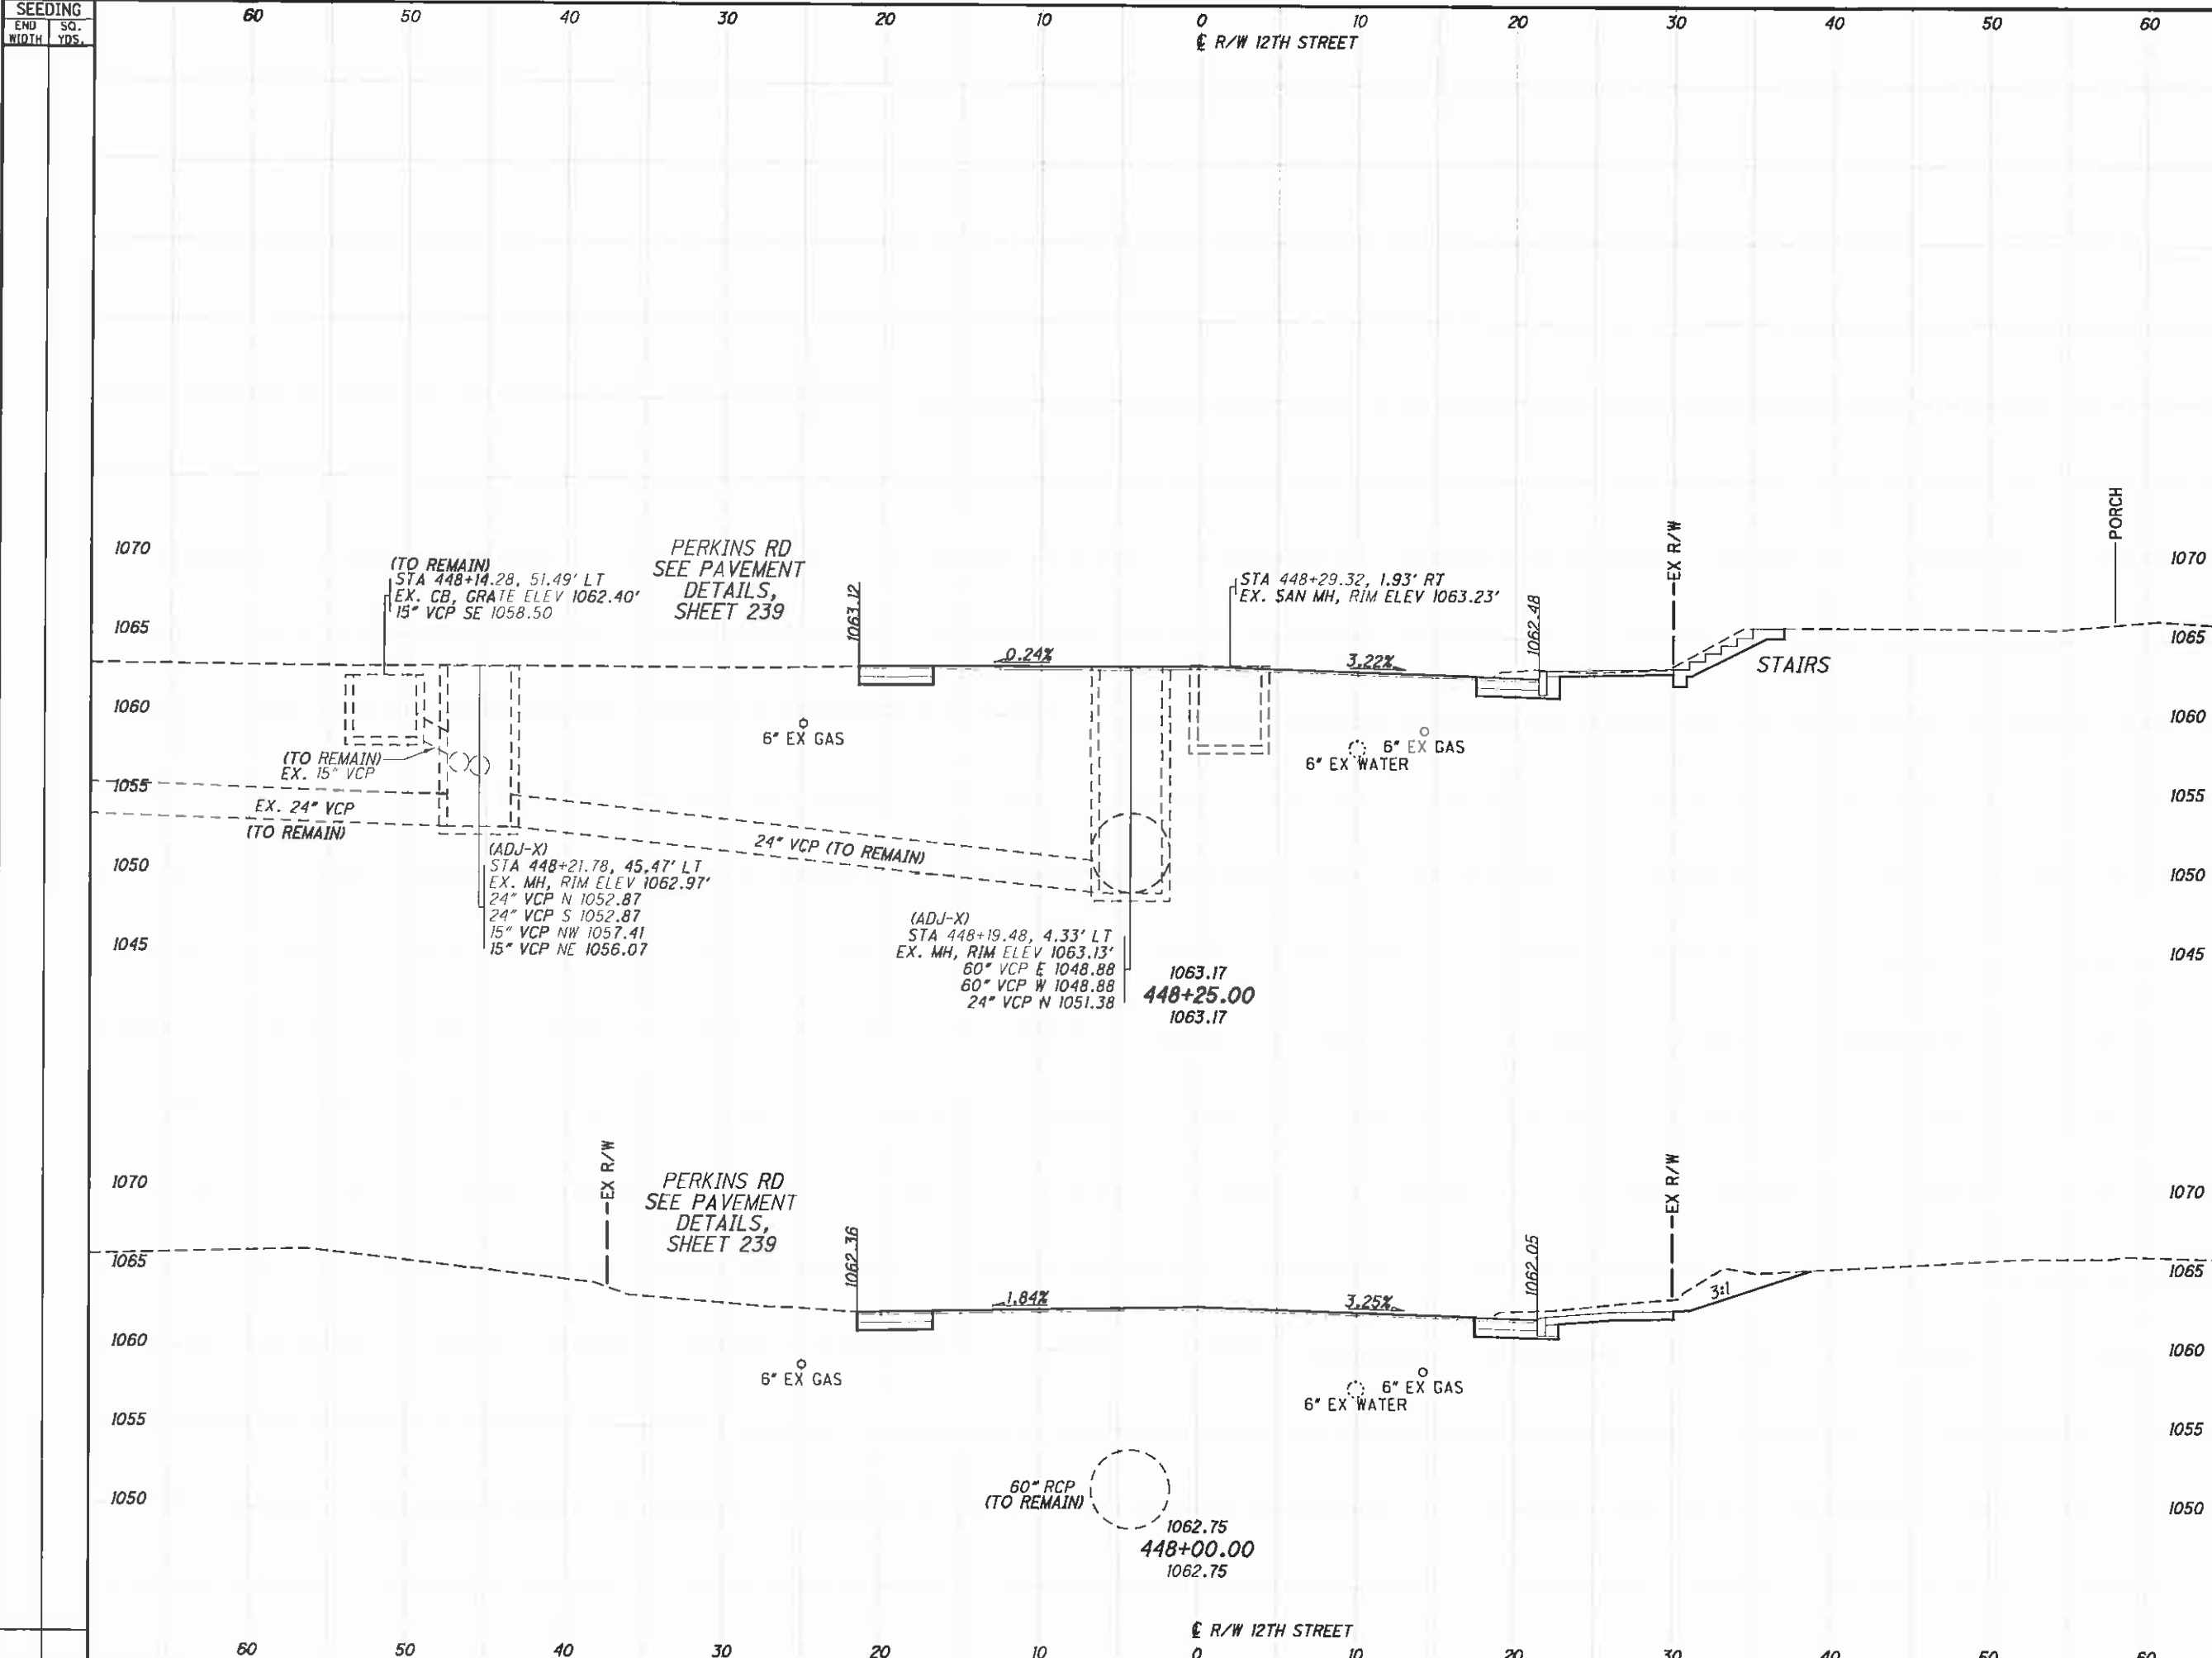 SEEDING
END WIDTH
SQ. YDS.
60 50 40 30 20 10 0 10 20 30 40 50 60
℄ R/W 12TH STREET
PORCH
EX R/W
1070
PERKINS RD
SEE PAVEMENT
DETAILS,
SHEET 239
1070
(TO REMAIN)
STA 448+14.28, 51.49' LT
EX. CB, GRATE ELEV 1062.40'
15" VCP SE 1058.50
1063.12
STA 448+29.32, 1.93' RT
EX. SAN MH, RIM ELEV 1063.23'
1062.48
1065
1065
0.24%
3.22%
STAIRS
1060
1060
6" EX GAS
6" EX GAS
6" EX WATER
(TO REMAIN)
EX. 15" VCP
1055
1055
EX. 24" VCP
(TO REMAIN)
24" VCP (TO REMAIN)
1050
1050
(ADJ-X)
STA 448+21.78, 45.47' LT
EX. MH, RIM ELEV 1062.97'
24" VCP N 1052.87
24" VCP S 1052.87
15" VCP NW 1057.41
15" VCP NE 1056.07
1045
1045
(ADJ-X)
STA 448+19.48, 4.33' LT
EX. MH, RIM ELEV 1063.13'
60" VCP E 1048.88
60" VCP W 1048.88
24" VCP N 1051.38
1063.17
448+25.00
1063.17
EX R/W
EX R/W
1070
PERKINS RD
SEE PAVEMENT
DETAILS,
SHEET 239
1070
1062.36
1062.05
1065
1065
1.84%
3.25%
3:1
1060
1060
6" EX GAS
6" EX GAS
6" EX WATER
1055
1055
60" RCP
(TO REMAIN)
1050
1050
1062.75
448+00.00
1062.75
℄ R/W 12TH STREET
60 50 40 30 20 10 0 10 20 30 40 50 60